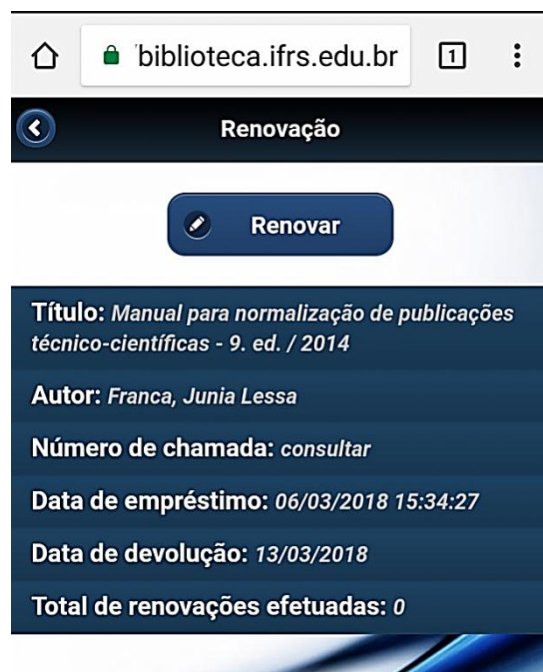 biblioteca.ifrs.edu.br 1
Renovação
Renovar
Título: Manual para normalização de publicações
técnico-científicas - 9. ed. / 2014
Autor: Franca, Junia Lessa
Número de chamada: consultar
Data de empréstimo: 06/03/2018 15:34:27
Data de devolução: 13/03/2018
Total de renovações efetuadas: 0